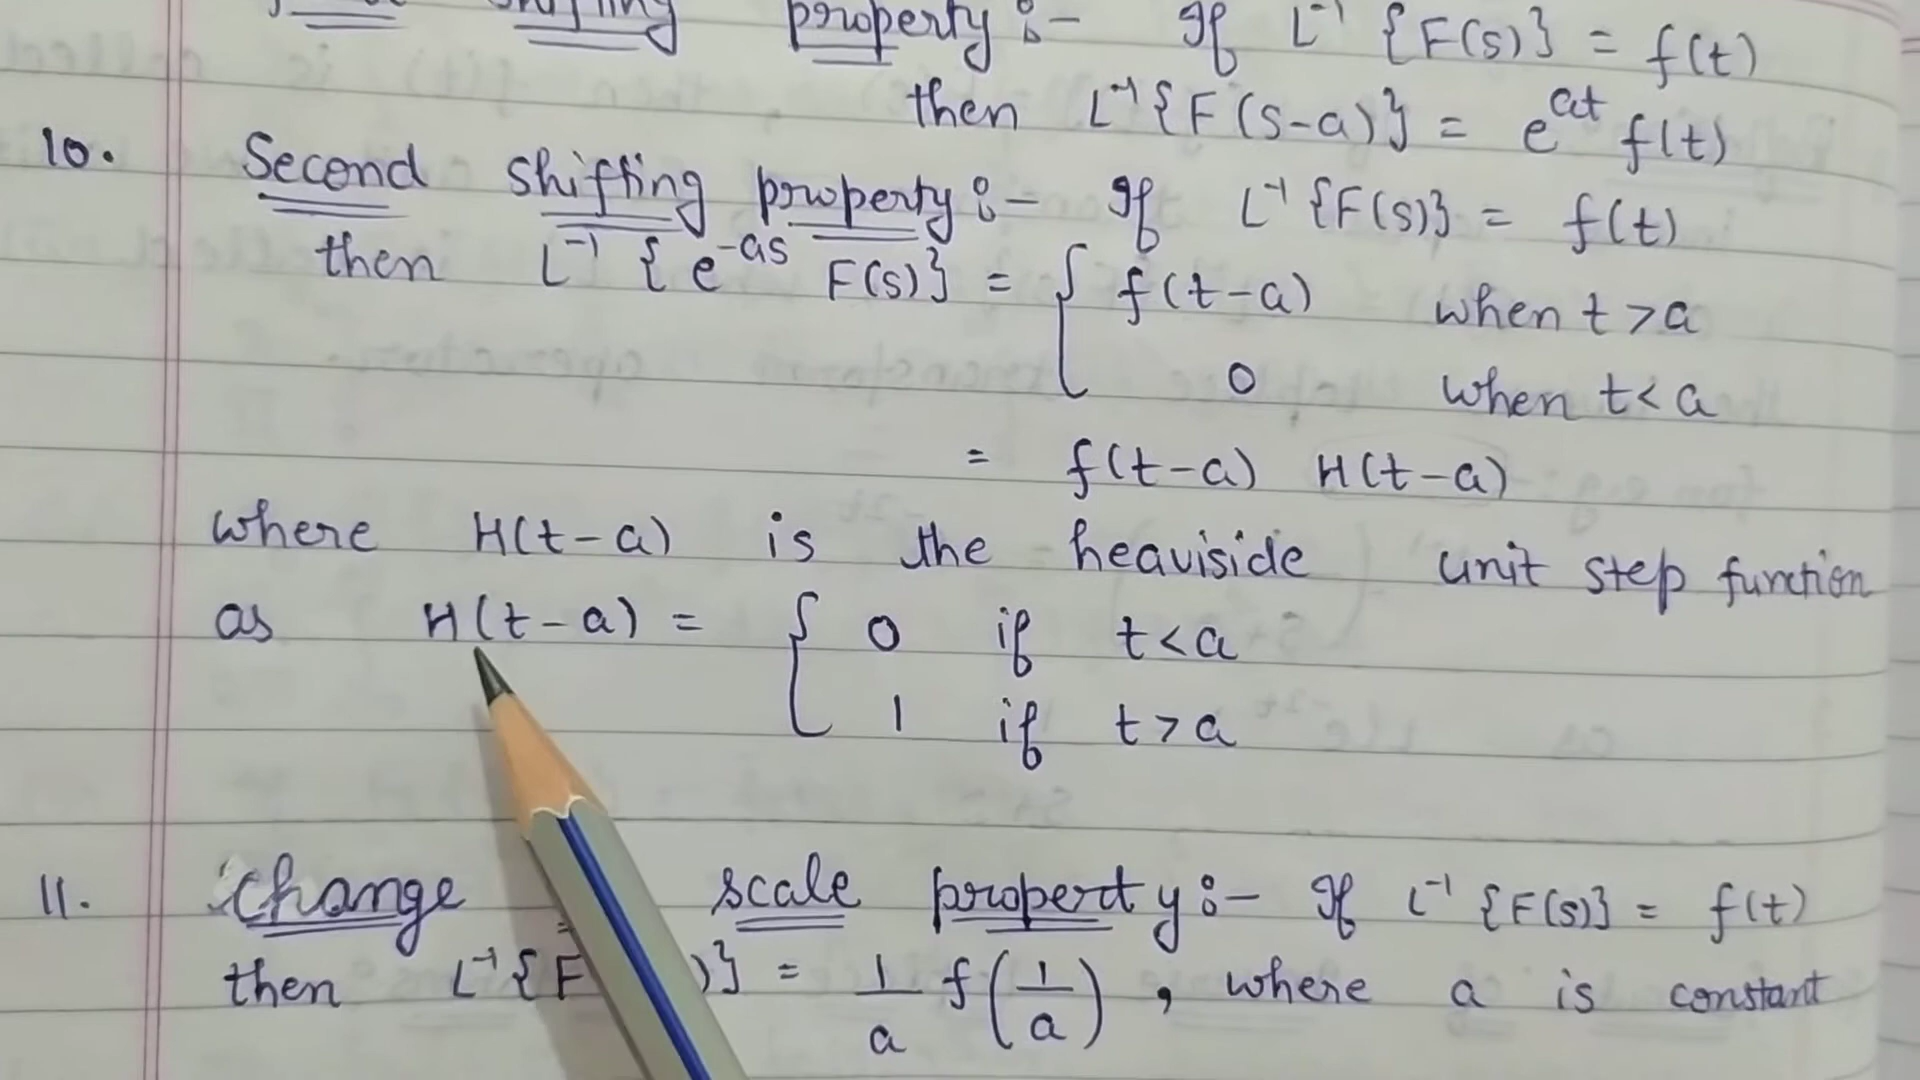 shifting property :- If L⁻¹ {F(s)} = f(t)
then L⁻¹{F(s-a)} = e^at f(t)
10. Second shifting property :- If L⁻¹{F(s)} = f(t)
then L⁻¹ {e^-as F(s)} = { f(t-a) when t>a
0 when t<a
= f(t-a) H(t-a)
where H(t-a) is the heaviside unit step function
as H(t-a) = { 0 if t<a
1 if t>a
11. Change scale property :- If L⁻¹ {F(s)} = f(t)
then L⁻¹{F )} = 1/a f(1/a) , where a is constant